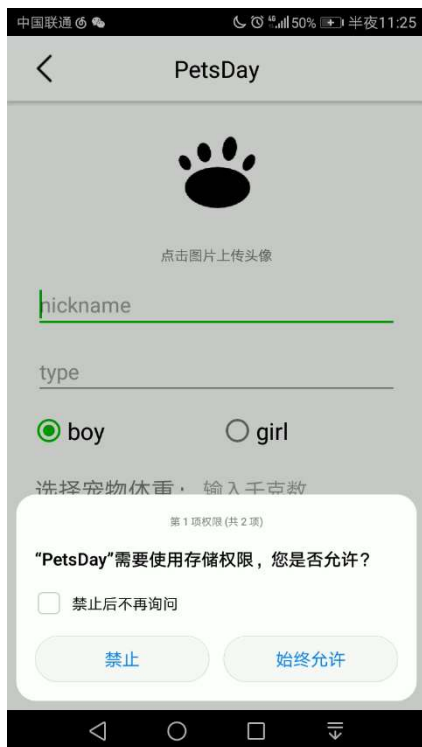 中国联通 46 50% 半夜11:25
PetsDay
点击图片上传头像
nickname
type
boy girl
选择宠物体重： 输入千克数
第 1 项权限 (共 2 项)
“PetsDay”需要使用存储权限，您是否允许？
禁止后不再询问
禁止 始终允许